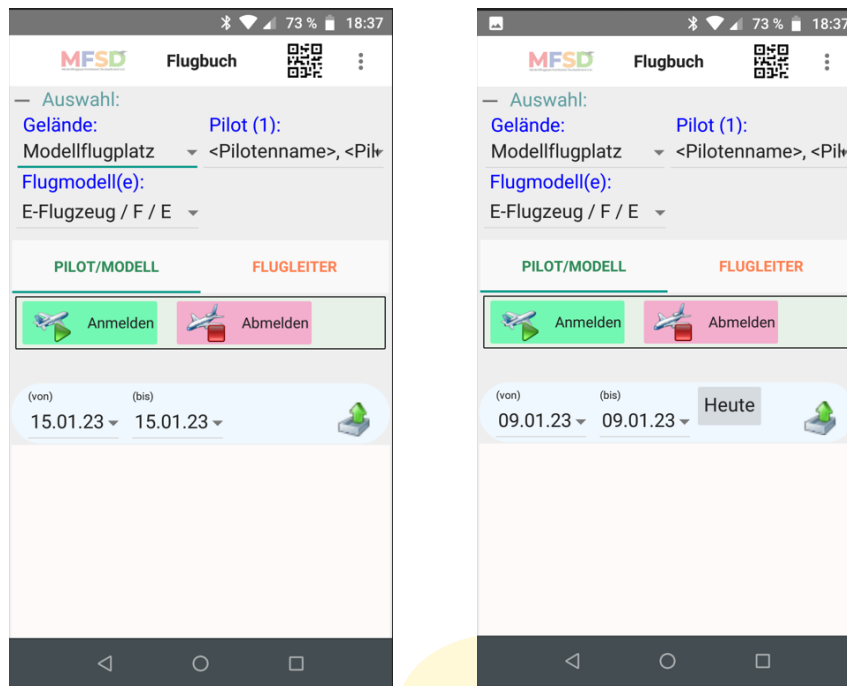 73 % 18:37
MFSD Flugbuch
Auswahl:
Gelände: Pilot (1):
Modellflugplatz <Pilotenname>, <Pil
Flugmodell(e):
E-Flugzeug / F / E
PILOT/MODELL FLUGLEITER
Anmelden Abmelden
(von) (bis)
15.01.23 15.01.23
73 % 18:37
MFSD Flugbuch
Auswahl:
Gelände: Pilot (1):
Modellflugplatz <Pilotenname>, <Pil
Flugmodell(e):
E-Flugzeug / F / E
PILOT/MODELL FLUGLEITER
Anmelden Abmelden
(von) (bis)
09.01.23 09.01.23 Heute